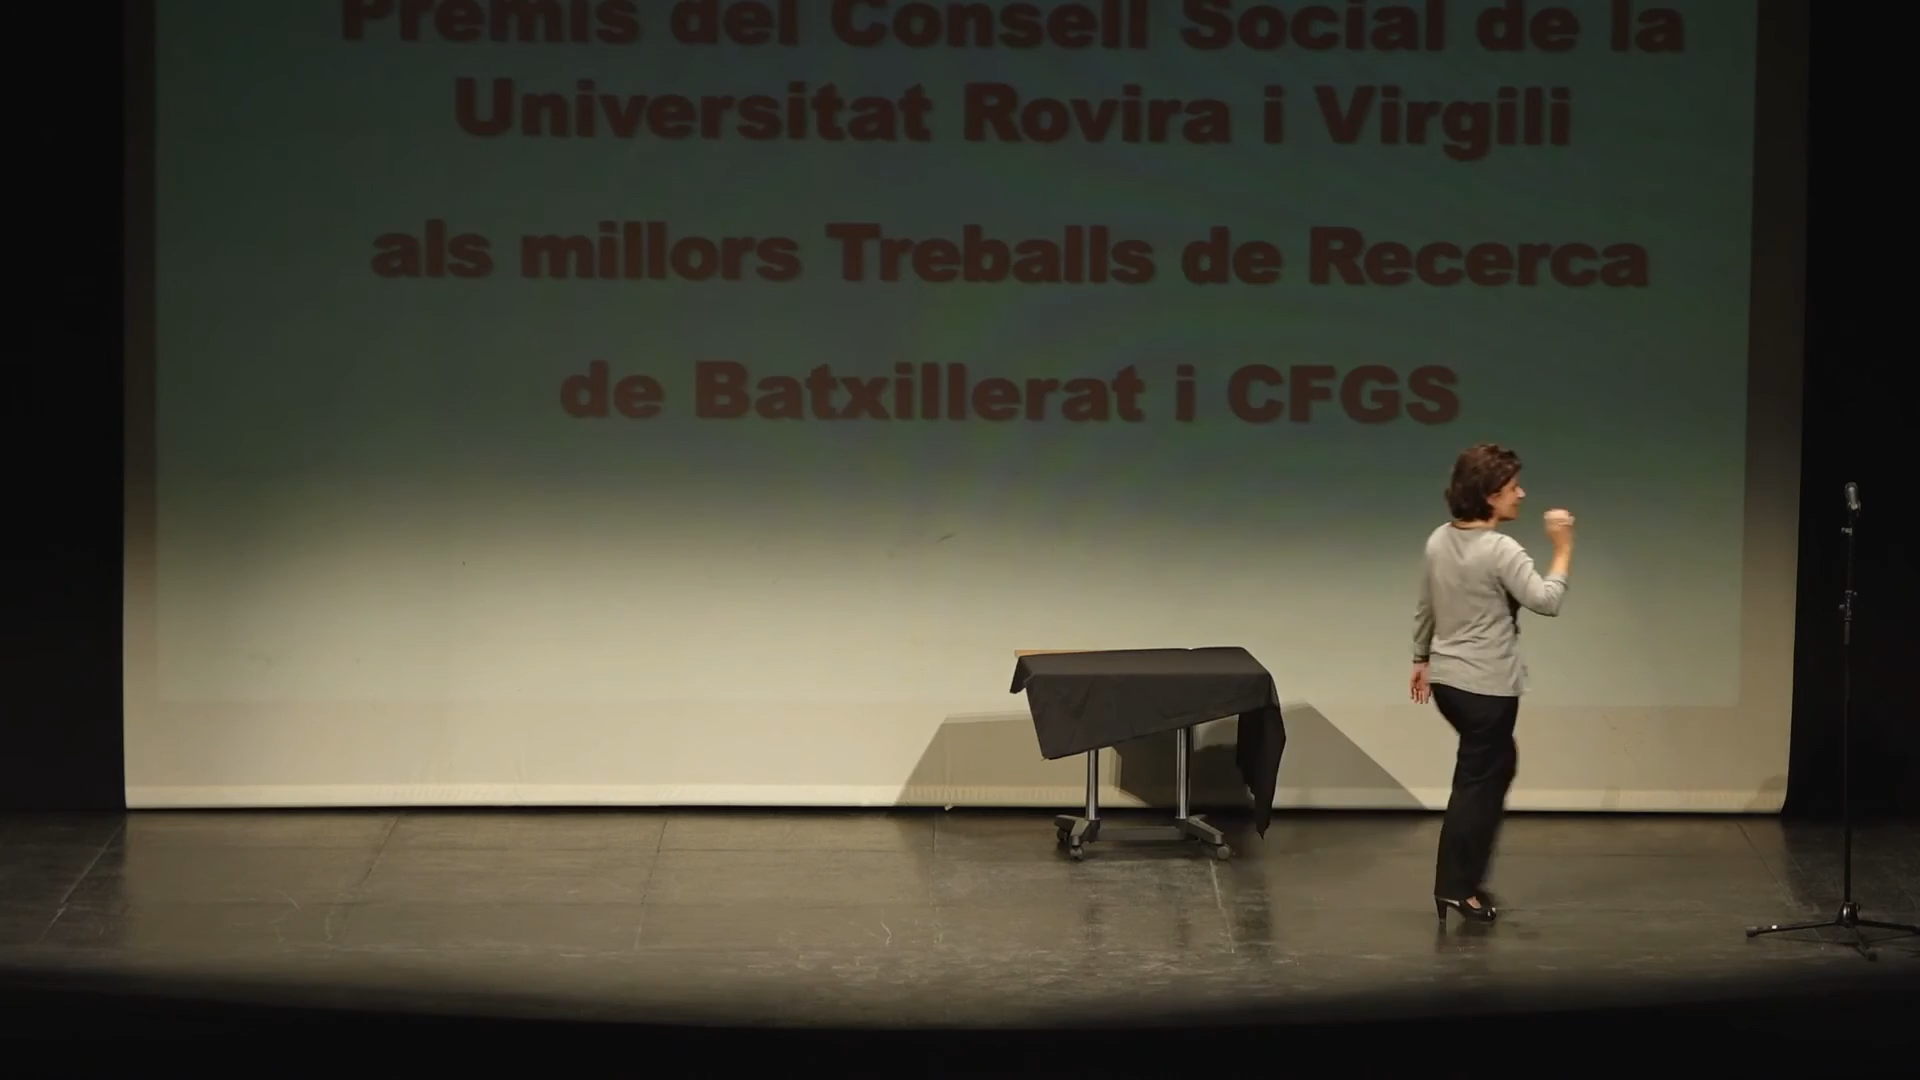 Premis del Consell Social de la
Universitat Rovira i Virgili
als millors Treballs de Recerca
de Batxillerat i CFGS